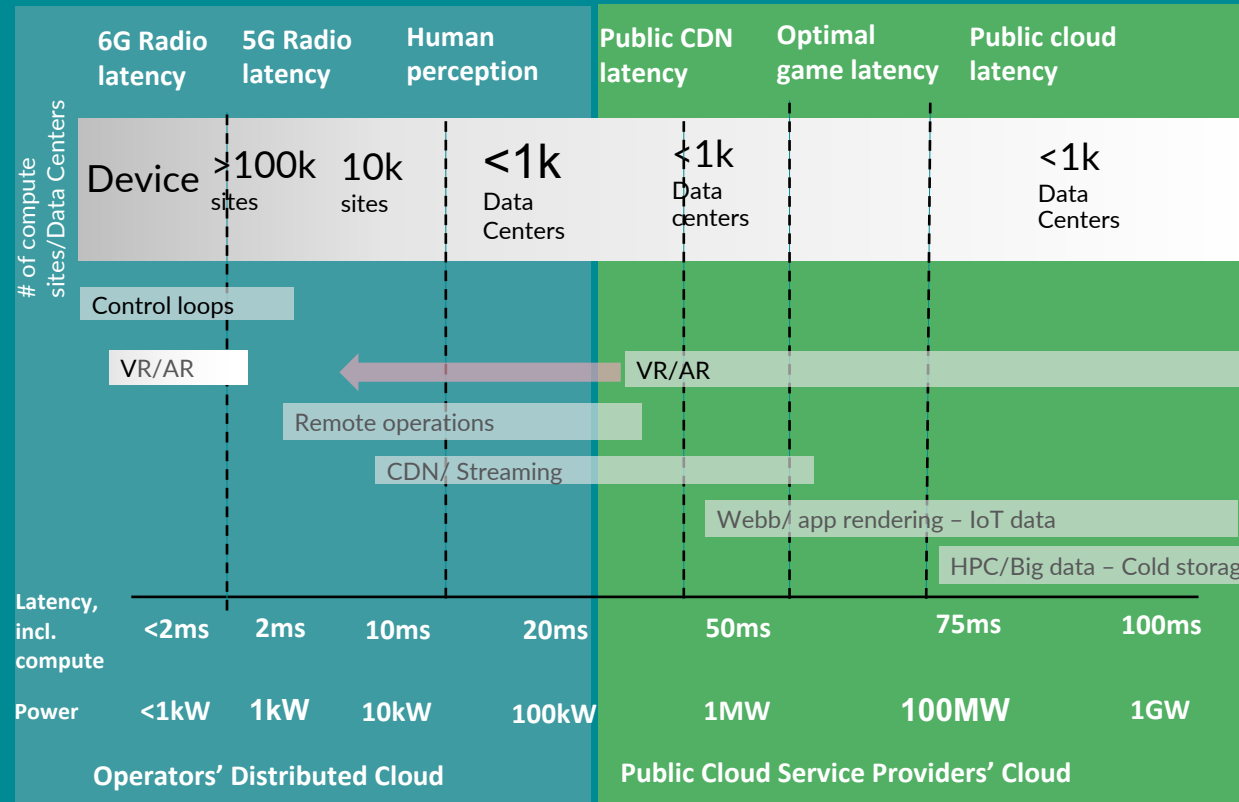 6G Radio
latency
5G Radio
latency
Human
perception
Public CDN
latency
Optimal
game latency
Public cloud
latency
# of compute
sites/Data Centers
Device
>100k
sites
10k
sites
<1k
Data
Centers
<1k
Data
centers
<1k
Data
Centers
Control loops
VR/AR
VR/AR
Remote operations
CDN/ Streaming
Webb/ app rendering – IoT data
HPC/Big data – Cold storag
Latency,
incl.
compute
<2ms
2ms
10ms
20ms
50ms
75ms
100ms
Power
<1kW
1kW
10kW
100kW
1MW
100MW
1GW
Operators’ Distributed Cloud
Public Cloud Service Providers’ Cloud